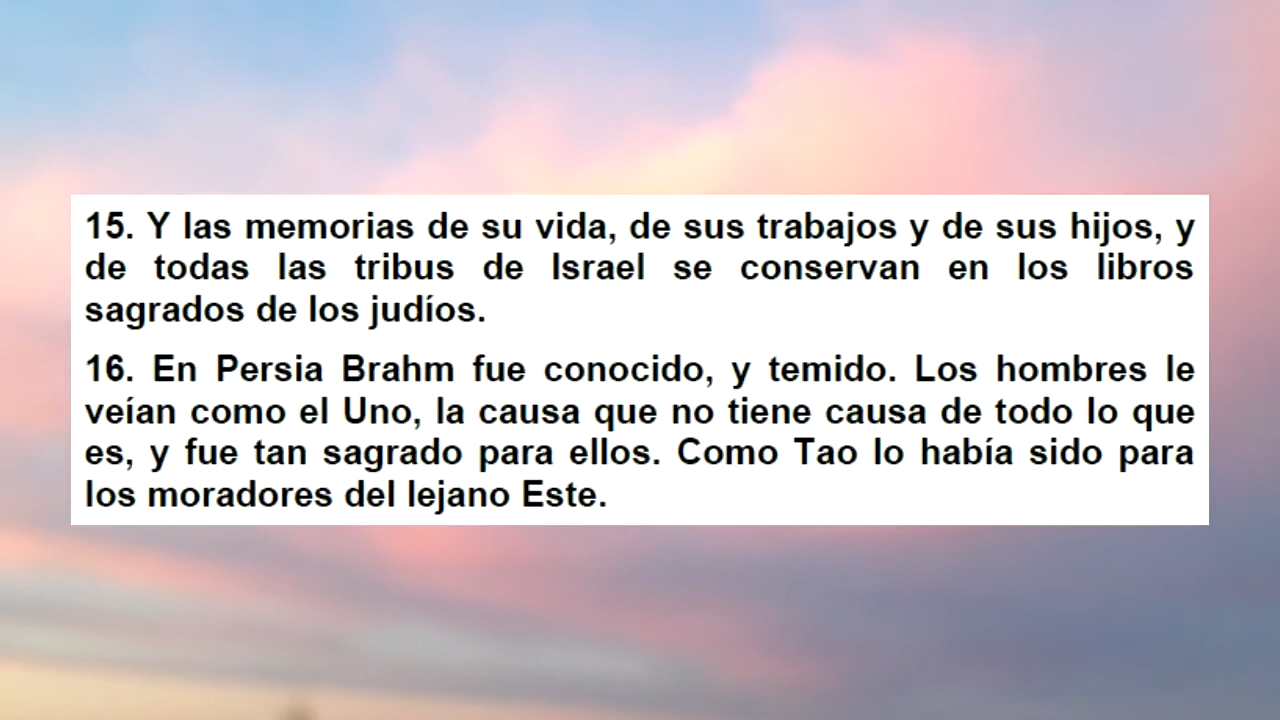 15. Y las memorias de su vida, de sus trabajos y de sus hijos, y
de todas las tribus de Israel se conservan en los libros
sagrados de los judíos.
16. En Persia Brahm fue conocido, y temido. Los hombres le
veían como el Uno, la causa que no tiene causa de todo lo que
es, y fue tan sagrado para ellos. Como Tao lo había sido para
los moradores del lejano Este.